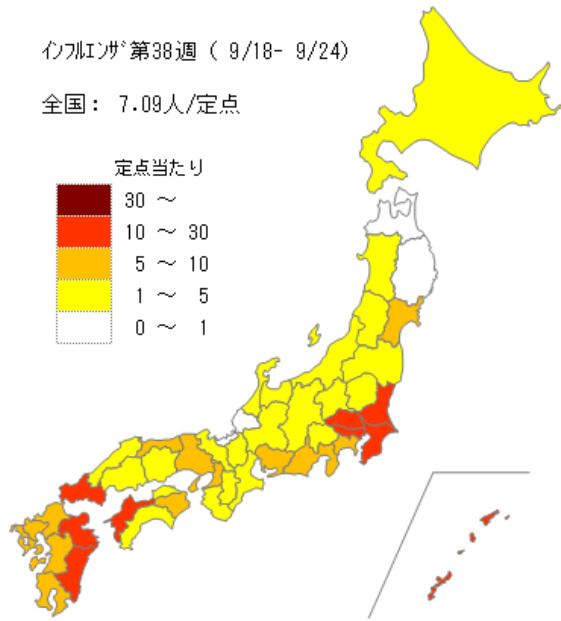 インフルエンザ第38週 ( 9/18- 9/24)
全国： 7.09人/定点
定点当たり
30 ～
10 ～ 30
5 ～ 10
1 ～ 5
0 ～ 1